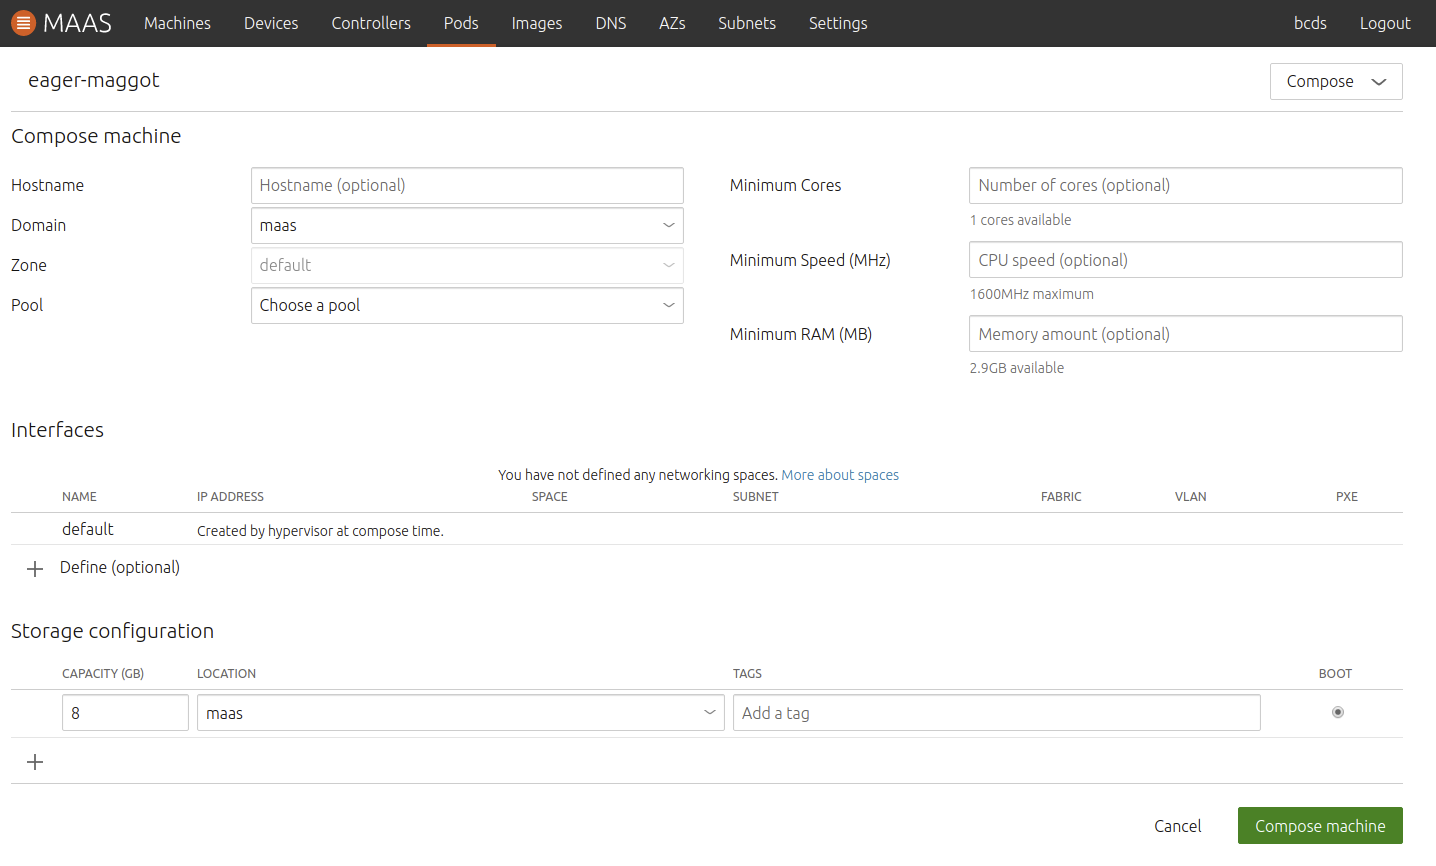 MAAS Machines Devices Controllers Pods Images DNS AZs Subnets Settings bcds Logout
eager-maggot Compose
Compose machine
Hostname Hostname (optional) Minimum Cores Number of cores (optional)
1 cores available
Domain maas
Minimum Speed (MHz) CPU speed (optional)
Zone default
1600MHz maximum
Pool Choose a pool
Minimum RAM (MB) Memory amount (optional)
2.9GB available
Interfaces
You have not defined any networking spaces. More about spaces
NAME IP ADDRESS SPACE SUBNET FABRIC VLAN PXE
default Created by hypervisor at compose time.
Define (optional)
Storage configuration
CAPACITY (GB) LOCATION TAGS BOOT
8 maas Add a tag
Cancel Compose machine